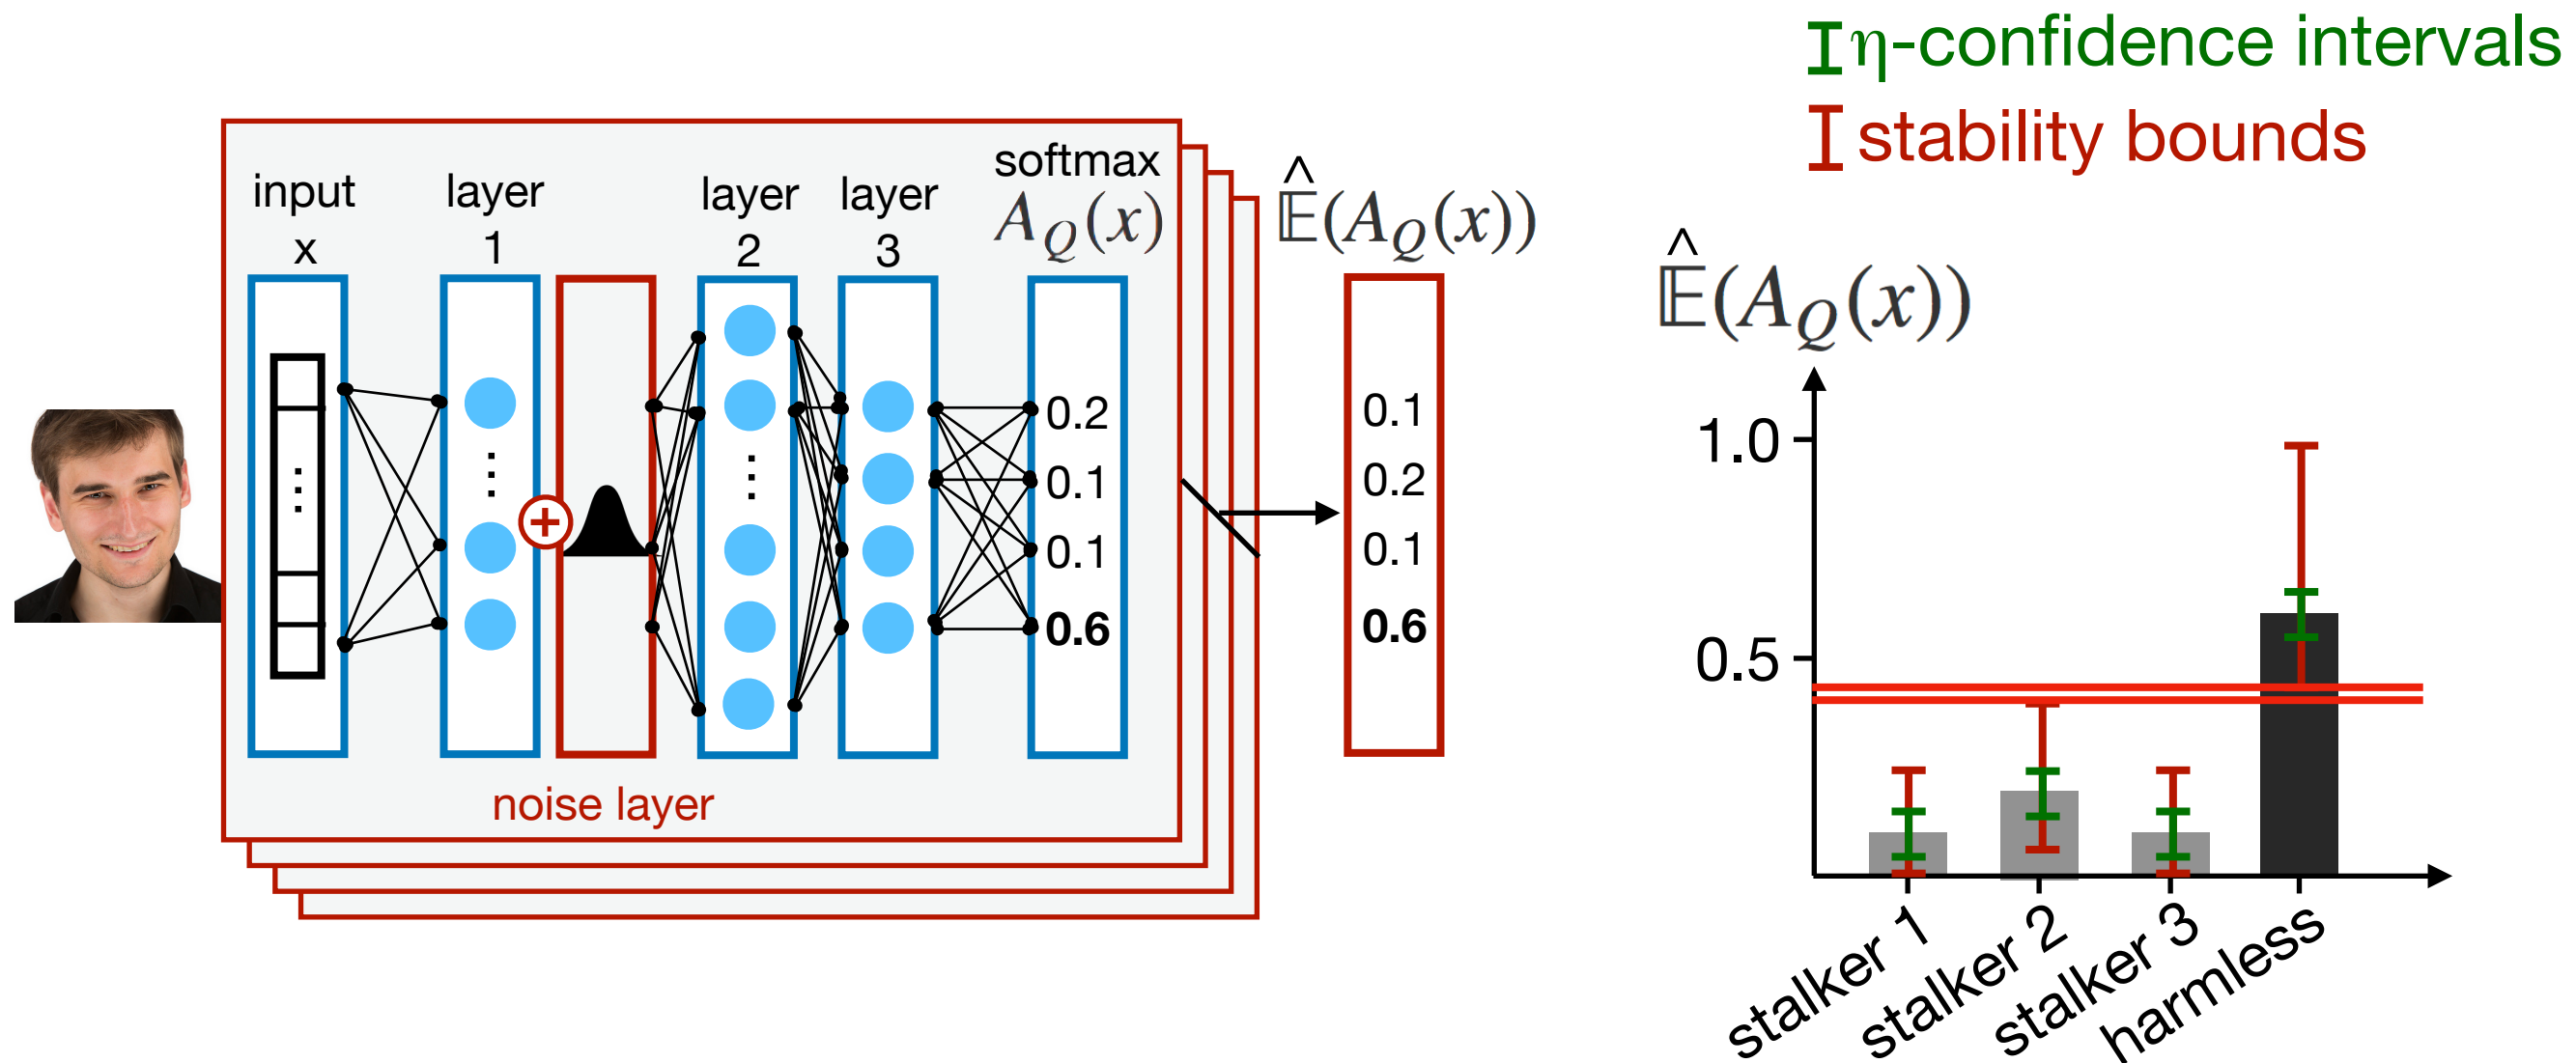 input
x
layer
1
layer
2
layer
3
softmax
A_Q(x)
⋮
⋮
⋮
+
0.2
0.1
0.1
0.6
noise layer
Ê(A_Q(x))
0.1
0.2
0.1
0.6
η-confidence intervals
stability bounds
Ê(A_Q(x))
1.0
0.5
stalker 1
stalker 2
stalker 3
harmless